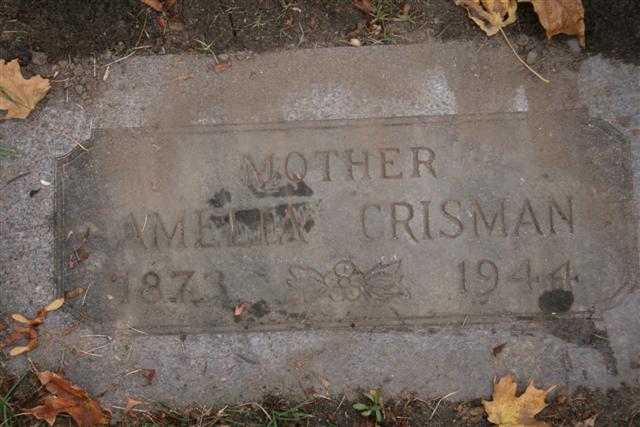 MOTHER
AMELIA CRISMAN
1873 1944